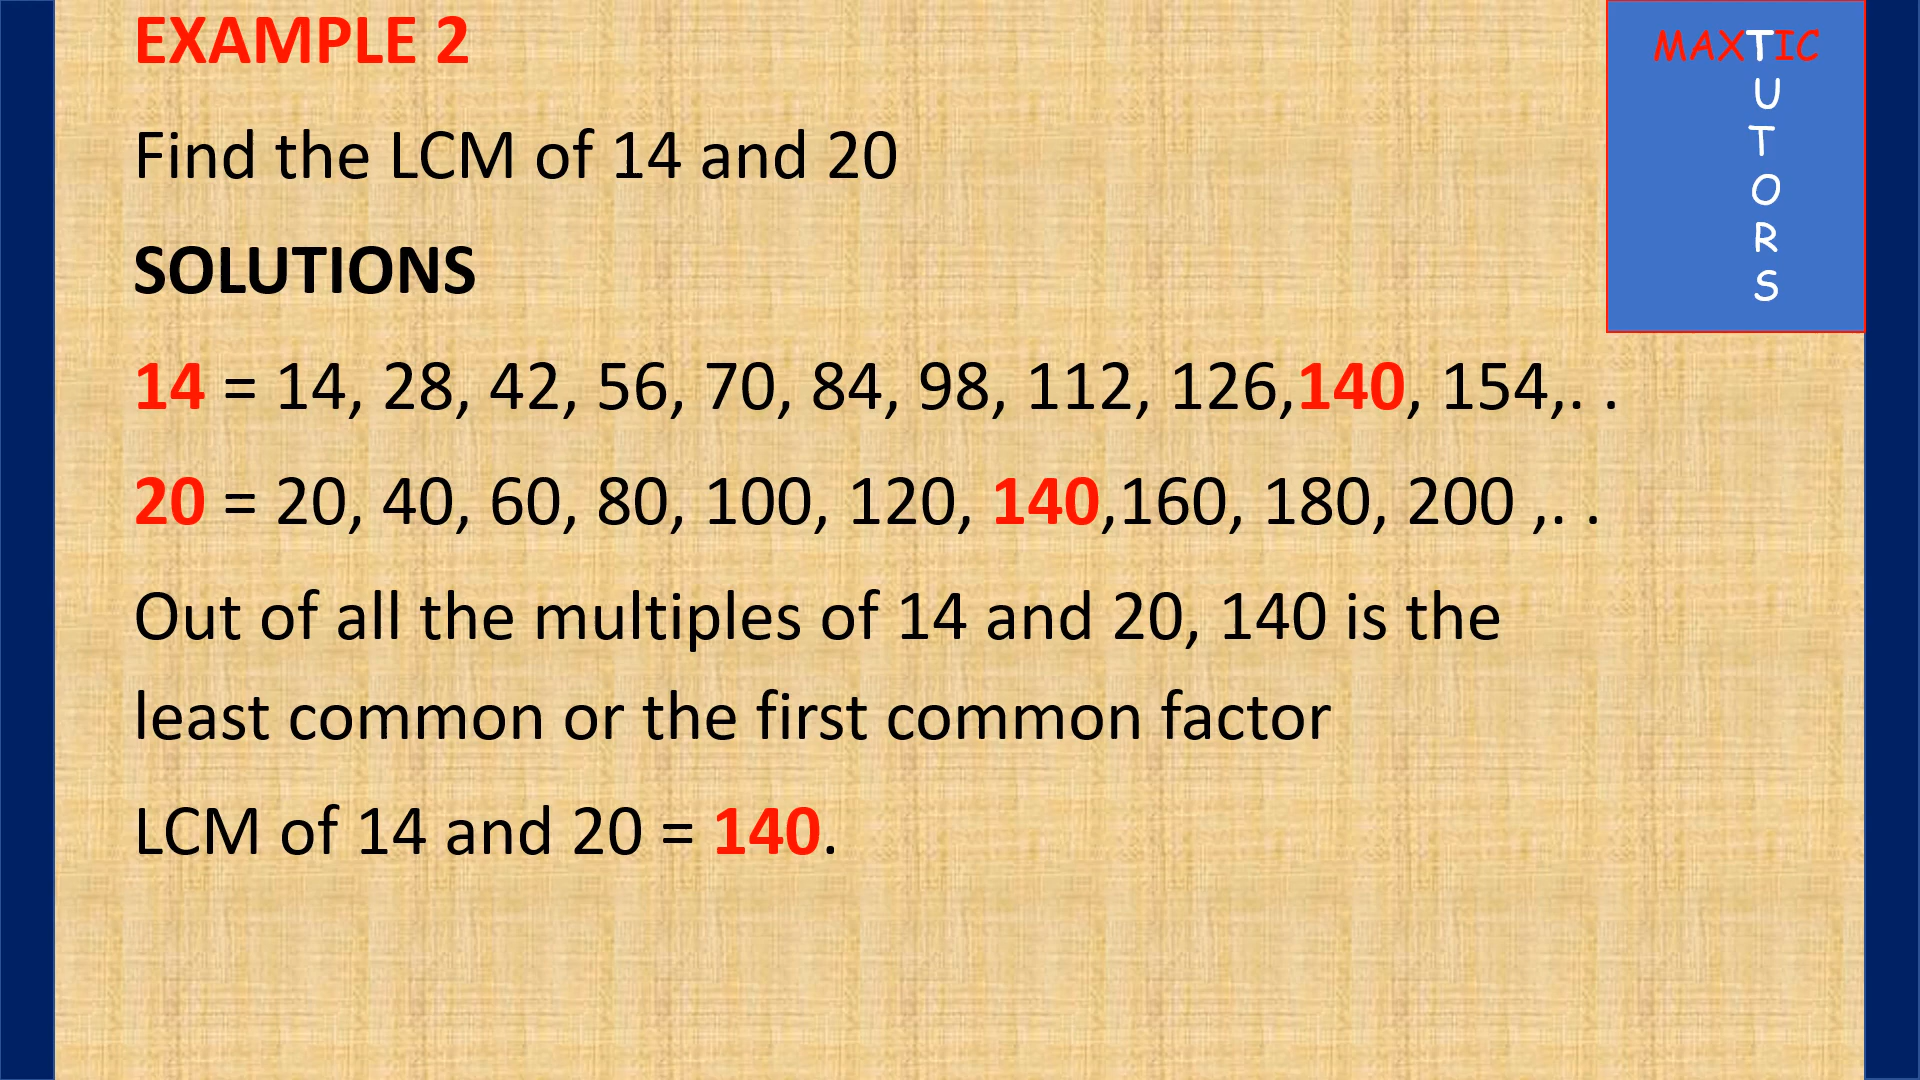 EXAMPLE 2
MAXTIC
U
T
O
R
S
Find the LCM of 14 and 20
SOLUTIONS
14 = 14, 28, 42, 56, 70, 84, 98, 112, 126,140, 154,. .
20 = 20, 40, 60, 80, 100, 120, 140,160, 180, 200 ,. .
Out of all the multiples of 14 and 20, 140 is the
least common or the first common factor
LCM of 14 and 20 = 140.